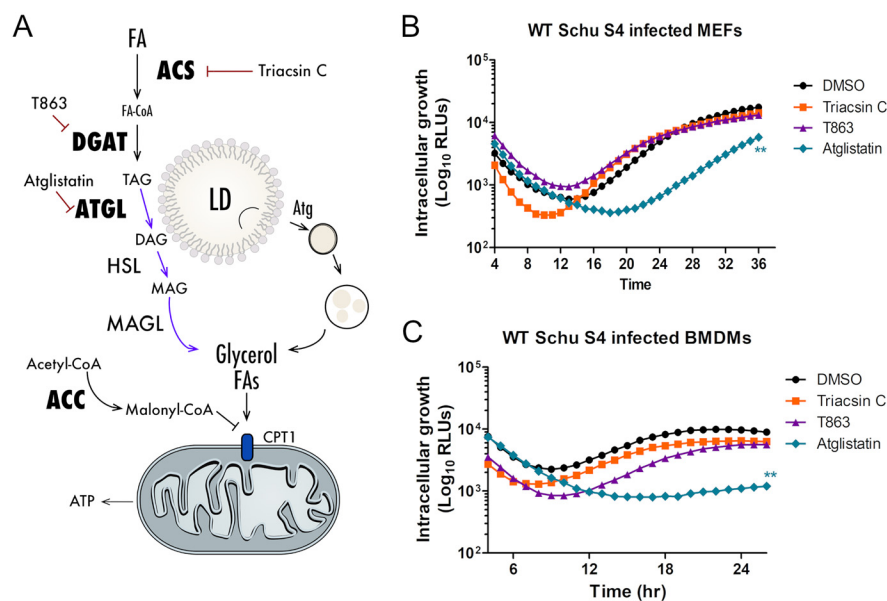 A
FA
ACS
Triacsin C
T863
FA-CoA
DGAT
Atglistatin
TAG
ATGL
LD
Atg
DAG
HSL
MAG
MAGL
Glycerol
FAs
Acetyl-CoA
ACC
Malonyl-CoA
CPT1
ATP
B
WT Schu S4 infected MEFs
Intracellular growth
(Log10 RLUs)
10^5
10^4
10^3
10^2
4 8 12 16 20 24 28 32 36
Time
DMSO
Triacsin C
T863
Atglistatin
**
C
WT Schu S4 infected BMDMs
Intracellular growth
(Log10 RLUs)
10^5
10^4
10^3
10^2
6 12 18 24
Time (hr)
DMSO
Triacsin C
T863
Atglistatin
**